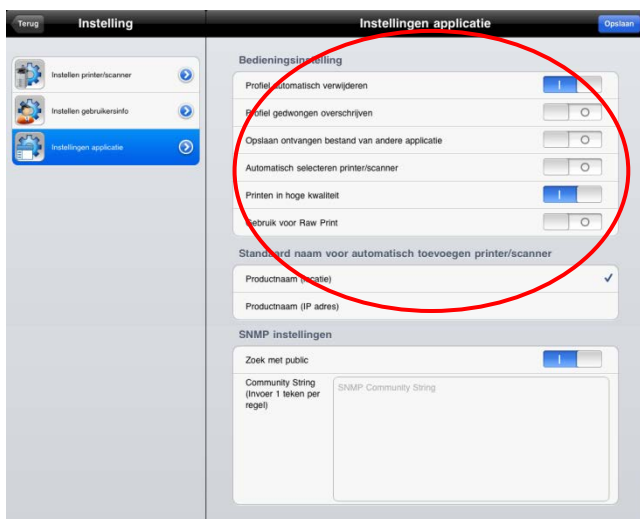 Terug
Instelling
Instellingen applicatie
Opslaan
Instellen printer/scanner
Instellen gebruikersinfo
Instellingen applicatie
Bedieningsinstelling
Profiel automatisch verwijderen
Profiel gedwongen overschrijven
Opslaan ontvangen bestand van andere applicatie
Automatisch selecteren printer/scanner
Printen in hoge kwaliteit
Gebruik voor Raw Print
Standaard naam voor automatisch toevoegen printer/scanner
Productnaam (locatie)
Productnaam (IP adres)
SNMP instellingen
Zoek met public
Community String
(Invoer 1 teken per
regel)
SNMP Community String